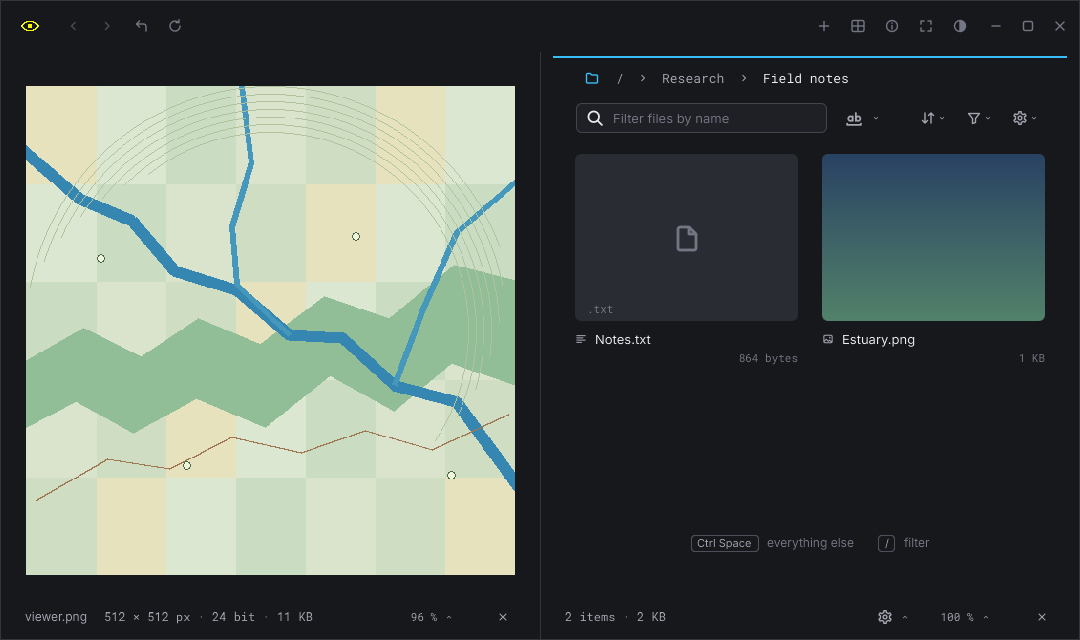 / Research Field notes
Filter files by name
ab
.txt
Notes.txt
864 bytes
Estuary.png
1 KB
Ctrl Space everything else / filter
viewer.png 512 × 512 px · 24 bit · 11 KB 96 %
2 items · 2 KB 100 %